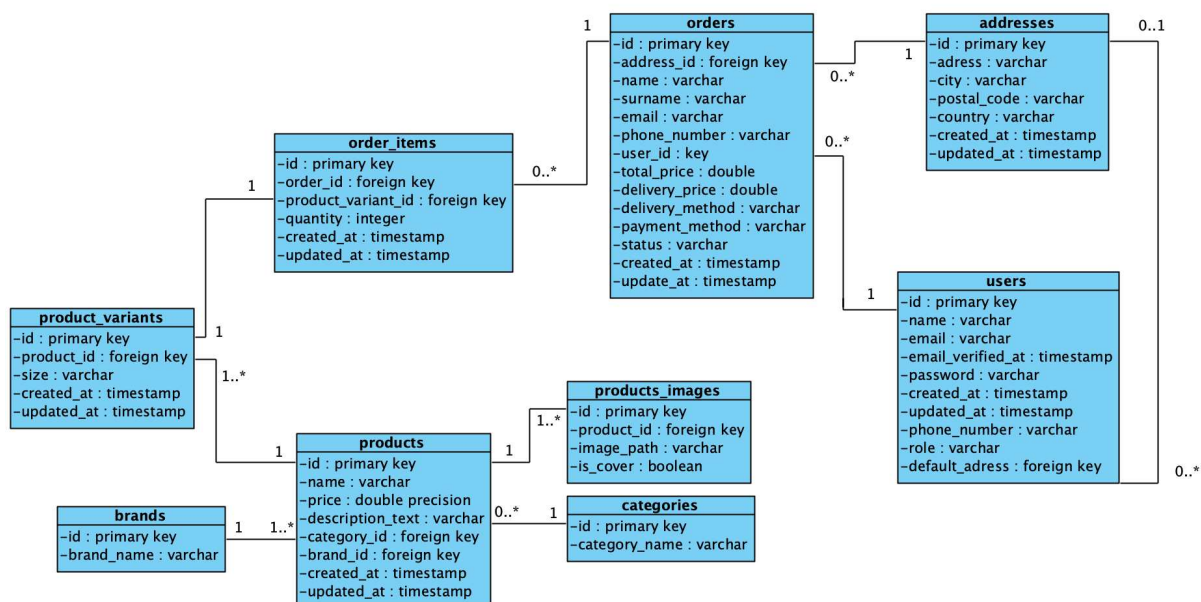 orders
-id : primary key
-address_id : foreign key
-name : varchar
-surname : varchar
-email : varchar
-phone_number : varchar
-user_id : key
-total_price : double
-delivery_price : double
-delivery_method : varchar
-payment_method : varchar
-status : varchar
-created_at : timestamp
-update_at : timestamp
addresses
-id : primary key
-adress : varchar
-city : varchar
-postal_code : varchar
-country : varchar
-created_at : timestamp
-updated_at : timestamp
1
0..*
1
0..1
0..*
order_items
-id : primary key
-order_id : foreign key
-product_variant_id : foreign key
-quantity : integer
-created_at : timestamp
-updated_at : timestamp
1
0..*
users
-id : primary key
-name : varchar
-email : varchar
-email_verified_at : timestamp
-password : varchar
-created_at : timestamp
-updated_at : timestamp
-phone_number : varchar
-role : varchar
-default_adress : foreign key
1
0..*
product_variants
-id : primary key
-product_id : foreign key
-size : varchar
-created_at : timestamp
-updated_at : timestamp
1
1..*
products_images
-id : primary key
-product_id : foreign key
-image_path : varchar
-is_cover : boolean
1..*
products
-id : primary key
-name : varchar
-price : double precision
-description_text : varchar
-category_id : foreign key
-brand_id : foreign key
-created_at : timestamp
-updated_at : timestamp
1
1
0..*
1
categories
-id : primary key
-category_name : varchar
brands
-id : primary key
-brand_name : varchar
1
1..*